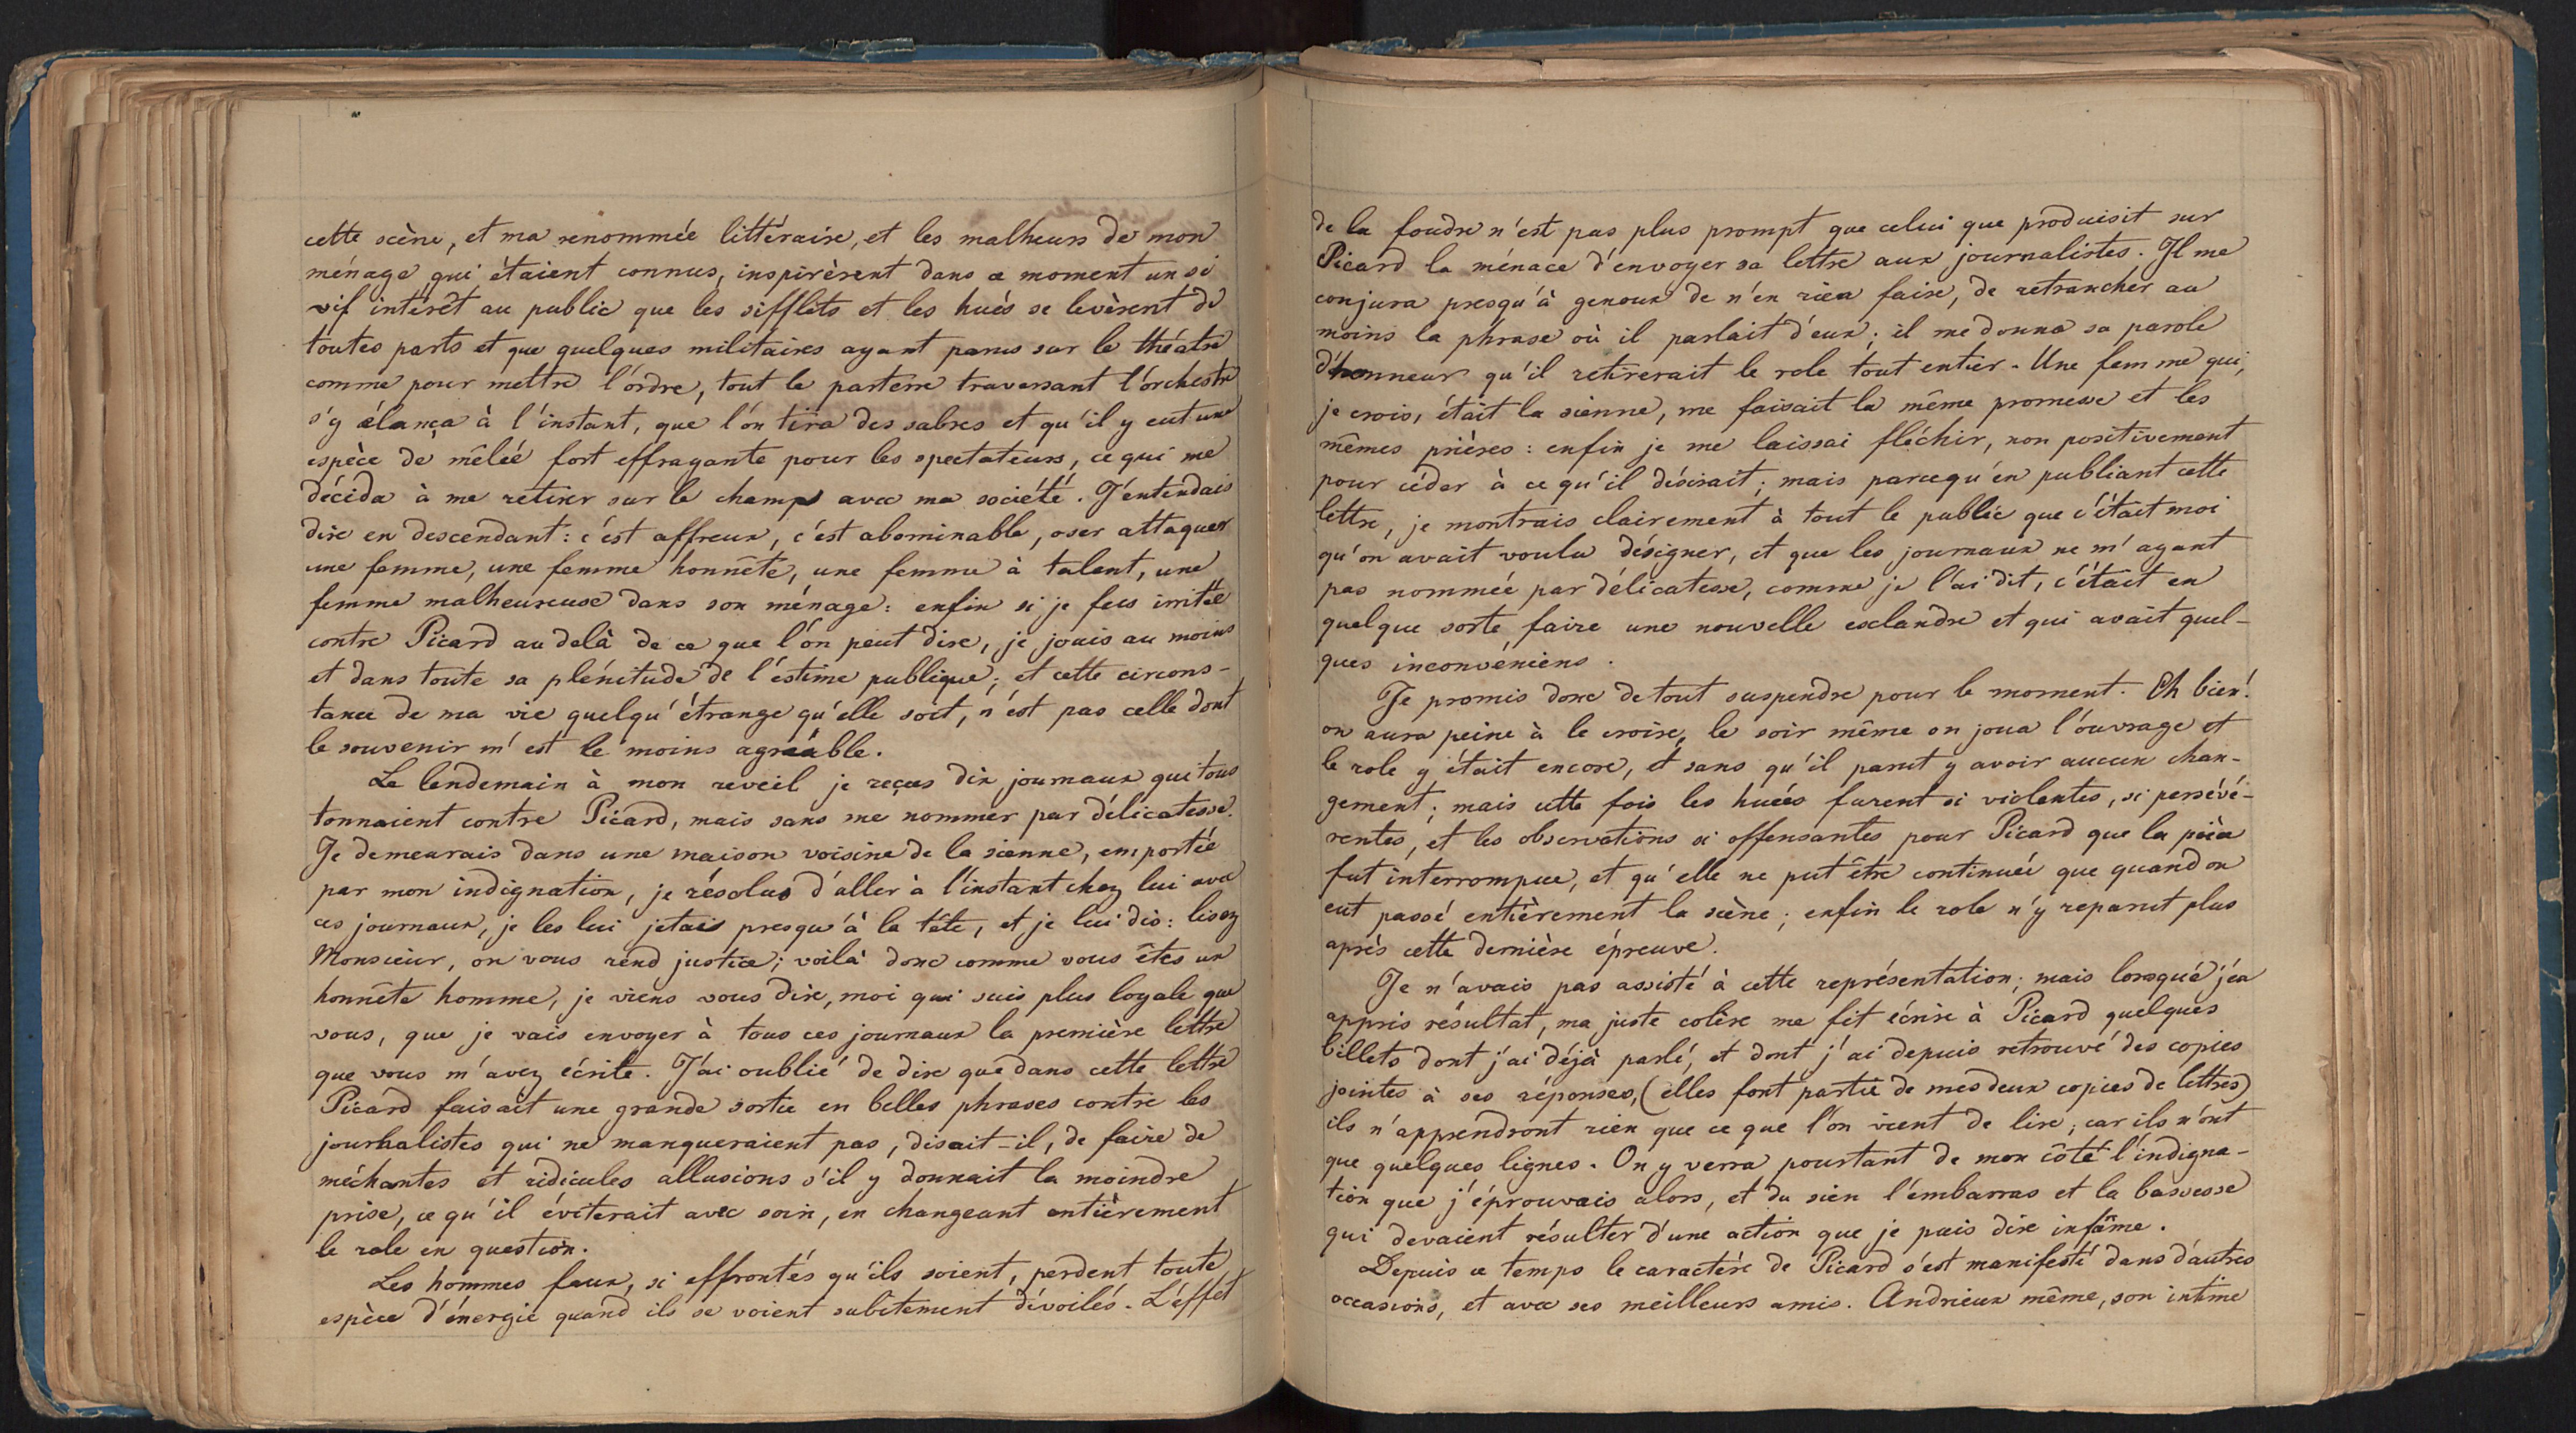 cette scène, et ma renommée littéraire, et les malheurs de mon
ménage qui étaient connus, inspirèrent dans ce moment un si
vif intérêt au public que les sifflets et les hués se levèrent de
toutes parts et que quelques militaires ayant parus sur le théatre
comme pour mettre l'ordre, tout le parterre traversant l'orchestre
s'y élança à l'instant, que l'on tira des sabres et qu'il y eut une
espèce de mêlée fort effrayante pour les spectateurs, ce qui me
décida à me retirer sur le champ avec ma société. J'entendais
dire en descendant: c'est affreux, c'est abominable, oser attaquer
une femme, une femme honnête, une femme à talent, une
femme malheureuse dans son ménage: enfin si je fus irritée
contre Picard au delà de ce que l'on peut dire, je jouis au moins
et dans toute sa plénitude de l'estime publique; et cette circons-
tance de ma vie quelqu'étrange qu'elle soit, n'est pas celle dont
le souvenir m'est le moins agréable.
Le lendemain à mon reveil je reçus dix journaux qui tous
tonnaient contre Picard, mais sans me nommer par délicatesse.
Je demeurais dans une maison voisine de la sienne, emportée
par mon indignation, je résolus d'aller à l'instant chez lui avec
ces journaux, je les lui jetais presqu'à la tête, et je lui dis: lisez
Monsieur, on vous rend justice; voilà donc comme vous êtes un
honnête homme, je viens vous dire, moi qui suis plus loyale que
vous, que je vais envoyer à tous ces journaux la première lettre
que vous m'avez écrite. J'ai oublié de dire que dans cette lettre
Picard faisait une grande sortie en belles phrases contre les
journalistes qui ne manqueraient pas, disait-il, de faire de
méchantes et ridicules allusions s'il y donnait la moindre
prise, ce qu'il éviterait avec soin, en changeant entièrement
le role en question.
Les hommes faux, si effrontés qu'ils soient, perdent toute
espèce d'énergie quand ils se voient subitement dévoilés. L'effet
de la foudre n'est pas plus prompt que celui que produisit sur
Picard la ménace d'envoyer sa lettre aux journalistes. Il me
conjura presqu'à genoux de n'en rien faire, de retrancher au
moins la phrase où il parlait d'eux; il me donna sa parole
d'honneur qu'il retirerait le role tout entier. Une femme qui,
je crois, était la sienne, me faisait la même promesse et les
mêmes prières: enfin je me laissai fléchir, non positivement
pour céder à ce qu'il désirait; mais parcequ'en publiant cette
lettre, je montrais clairement à tout le public que c'était moi
qu'on avait voulu désigner, et que les journaux ne m'ayant
pas nommée par délicatesse, comme je l'ai dit, c'était en
quelque sorte faire une nouvelle esclandre et qui avait quel-
ques inconvéniens.
Je promis donc de tout suspendre pour le moment. Eh bien!
on aura peine à le croire, le soir même on joua l'ouvrage et
le role y était encore, et sans qu'il parut y avoir aucun chan-
gement; mais cette fois les huées furent si violentes, si persévé-
rentes, et les observations si offensantes pour Picard que la pièce
fut interrompue, et qu'elle ne put être continuée que quand on
eut passé entièrement la scène; enfin le role n'y reparut plus
après cette dernière épreuve.
Je n'avais pas assisté à cette représentation; mais lorsque j'en
appris résultat, ma juste colère me fit écrire à Picard quelques
billets dont j'ai déjà parlé, et dont j'ai depuis retrouvé des copies
jointes à ses réponses, (elles font partie de mes deux copies de lettres)
ils n'apprendront rien que ce que l'on vient de lire; car ils n'ont
que quelques lignes. On y verra pourtant de mon côté l'indigna-
tion que j'éprouvais alors, et du sien l'embarras et la bassesse
qui devaient résulter d'une action que je puis dire infâme.
Depuis ce temps le caractère de Picard s'est manifesté dans d'autres
occasions, et avec ses meilleurs amis. Andrieux même, son intime